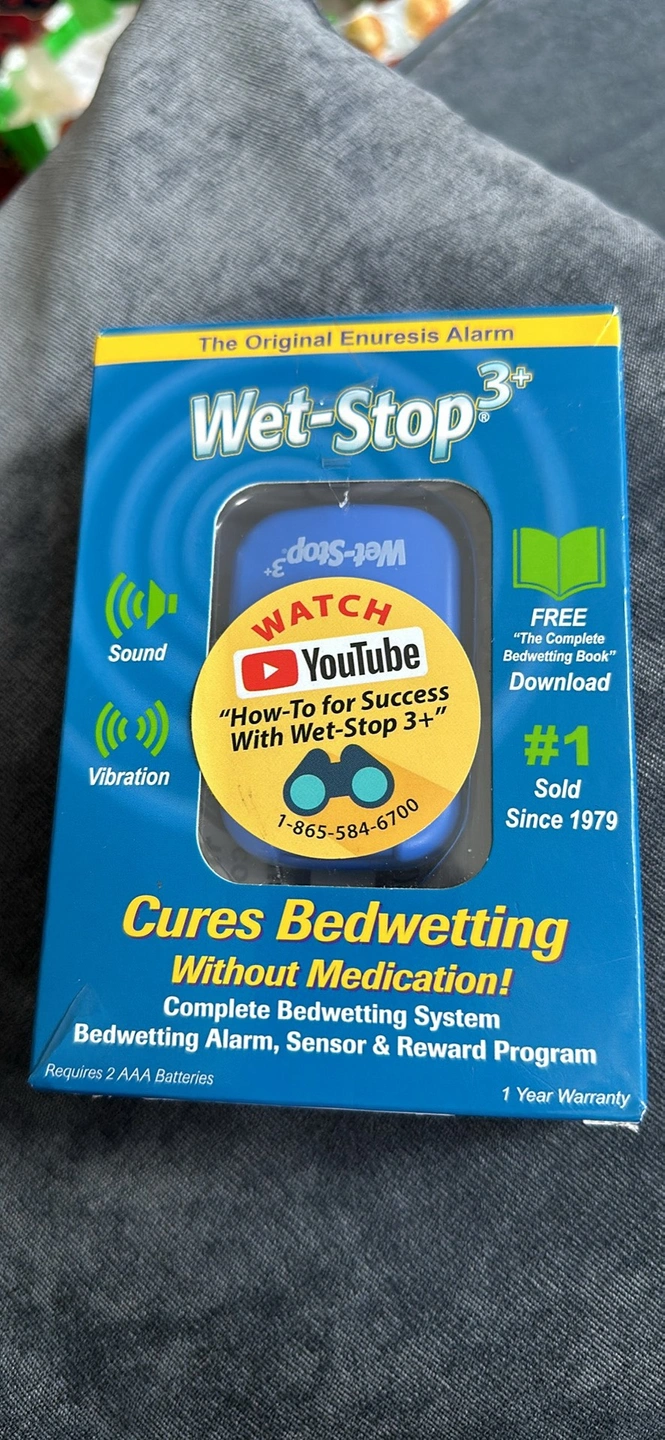 The Original Enuresis Alarm
Wet-Stop®3+
Wet-Stop3+
WATCH
YouTube
"How-To for Success
With Wet-Stop 3+"
1-865-584-6700
Sound
Vibration
FREE
"The Complete
Bedwetting Book"
Download
#1
Sold
Since 1979
Cures Bedwetting
Without Medication!
Complete Bedwetting System
Bedwetting Alarm, Sensor & Reward Program
Requires 2 AAA Batteries
1 Year Warranty